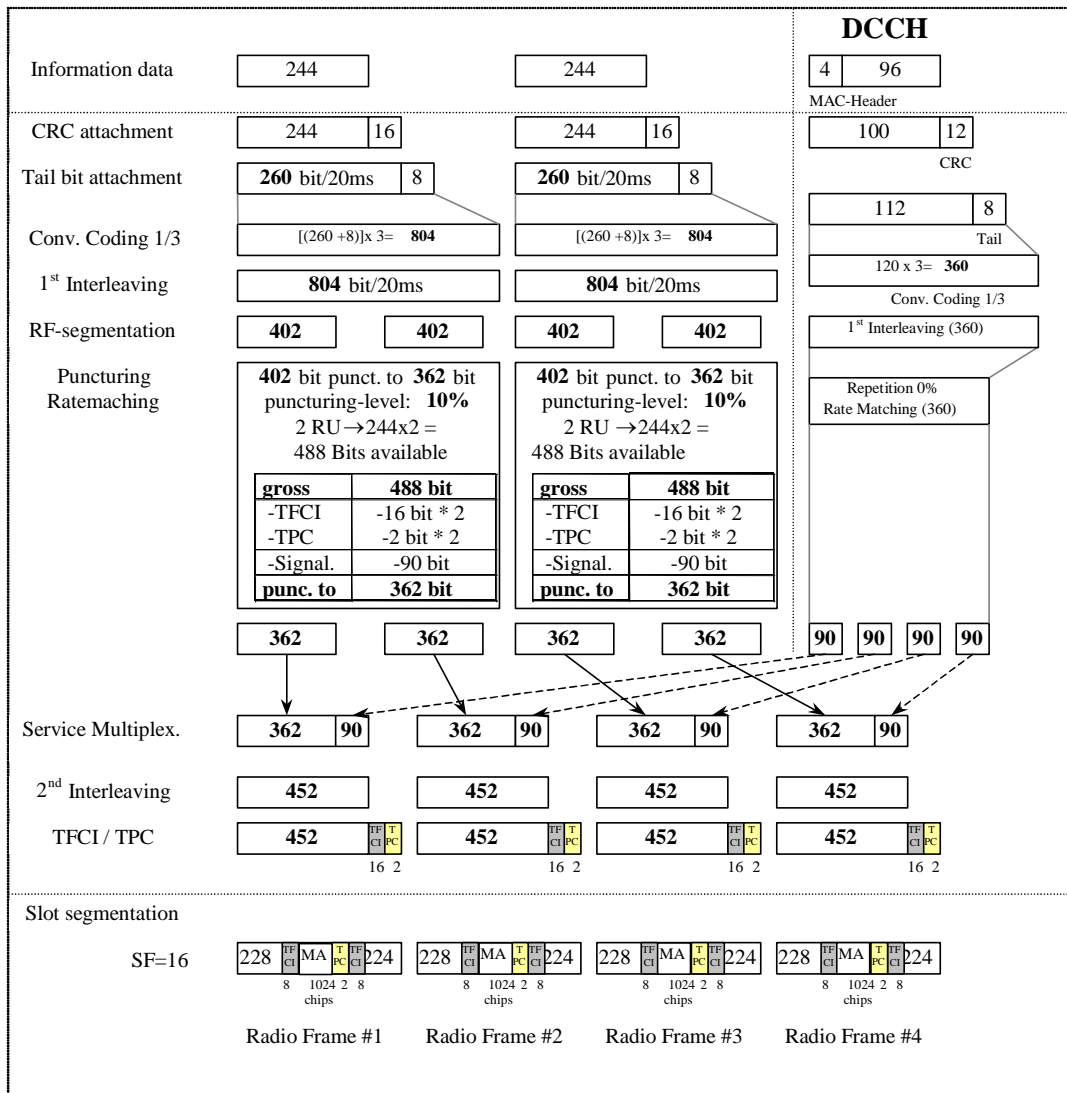 DCCH
Information data 244 244 4 96
MAC-Header
CRC attachment 244 16 244 16 100 12
CRC
Tail bit attachment 260 bit/20ms 8 260 bit/20ms 8
112 8
Tail
Conv. Coding 1/3 [(260 +8)]x 3= 804 [(260 +8)]x 3= 804
120 x 3= 360
Conv. Coding 1/3
1st Interleaving 804 bit/20ms 804 bit/20ms
RF-segmentation 402 402 402 402 1st Interleaving (360)
Puncturing
Ratemaching
402 bit punct. to 362 bit
puncturing-level: 10%
2 RU →244x2 =
488 Bits available
gross 488 bit
-TFCI -16 bit * 2
-TPC -2 bit * 2
-Signal. -90 bit
punc. to 362 bit
402 bit punct. to 362 bit
puncturing-level: 10%
2 RU →244x2 =
488 Bits available
gross 488 bit
-TFCI -16 bit * 2
-TPC -2 bit * 2
-Signal. -90 bit
punc. to 362 bit
Repetition 0%
Rate Matching (360)
362 362 362 362 90 90 90 90
Service Multiplex. 362 90 362 90 362 90 362 90
2nd Interleaving 452 452 452 452
TFCI / TPC 452 TF CI T PC 452 TF CI T PC 452 TF CI T PC 452 TF CI T PC
16 2 16 2 16 2 16 2
Slot segmentation
SF=16 228 TF CI MA T PC TF CI 224 228 TF CI MA T PC TF CI 224 228 TF CI MA T PC TF CI 224 228 TF CI MA T PC TF CI 224
8 1024 2 8 8 1024 2 8 8 1024 2 8 8 1024 2 8
chips chips chips chips
Radio Frame #1 Radio Frame #2 Radio Frame #3 Radio Frame #4